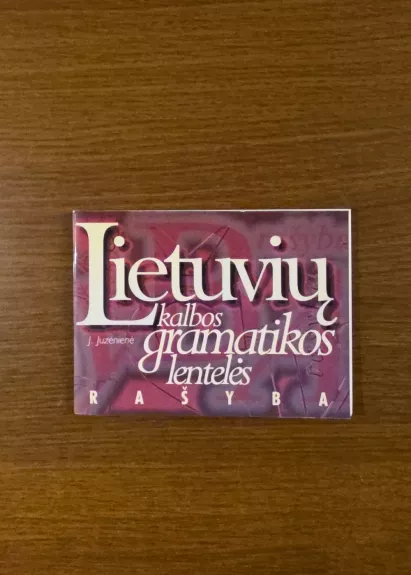 Lietuvių
kalbos
J. Juzėnienė
gramatikos
lentelės
RAŠYBA